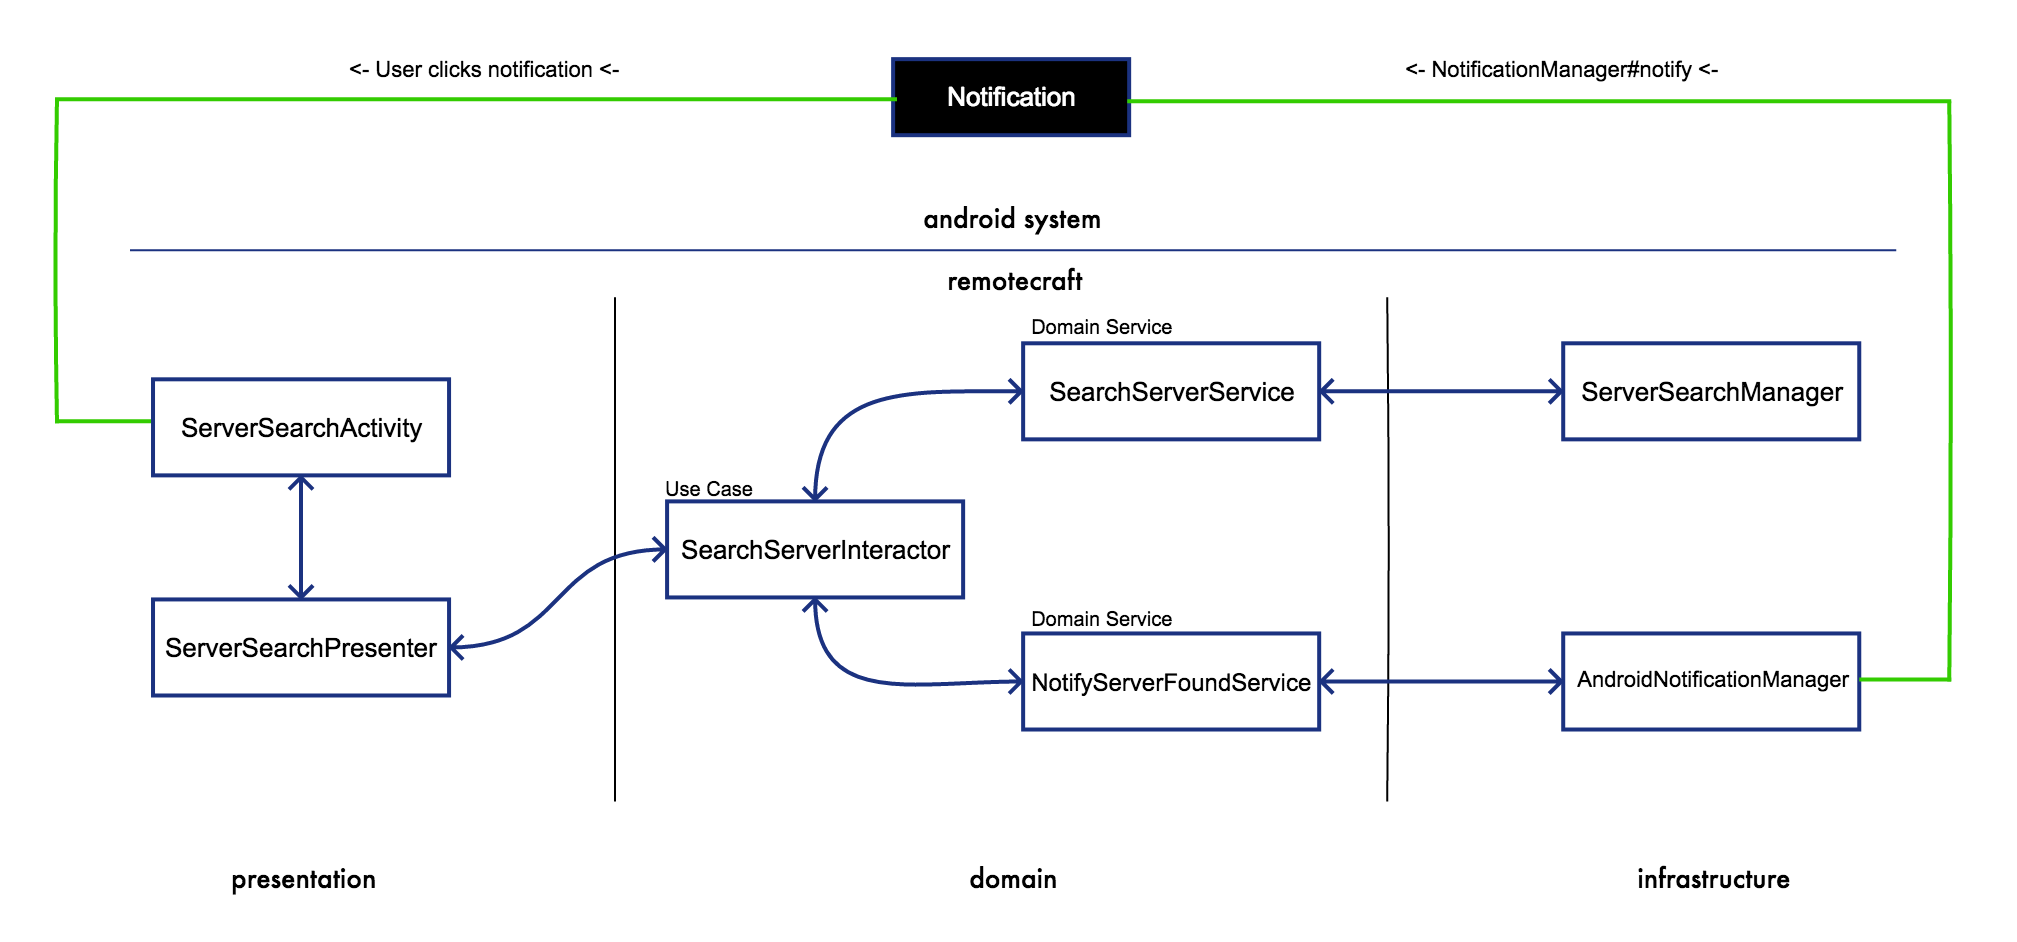 <- User clicks notification <-
Notification
<- NotificationManager#notify <-
android system
remotecraft
ServerSearchActivity
ServerSearchPresenter
Use Case
SearchServerInteractor
Domain Service
SearchServerService
Domain Service
NotifyServerFoundService
ServerSearchManager
AndroidNotificationManager
presentation
domain
infrastructure